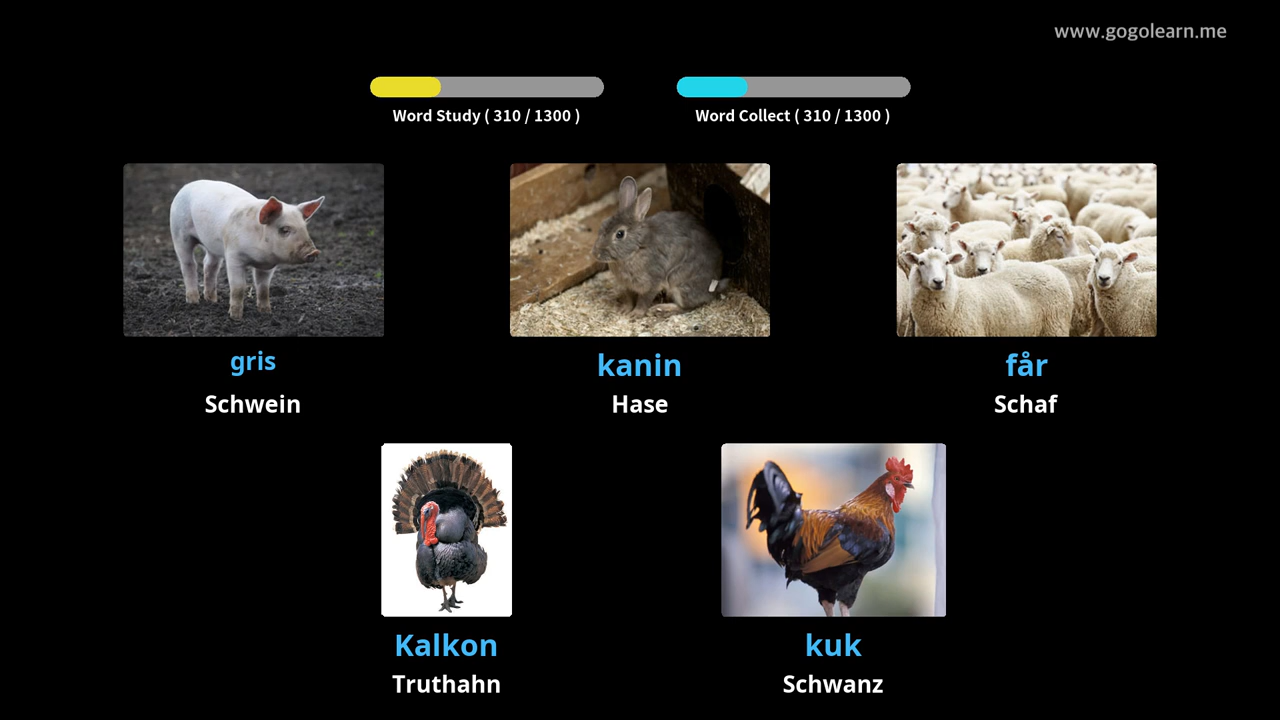 www.gogolearn.me
Word Study ( 310 / 1300 )
Word Collect ( 310 / 1300 )
gris
kanin
får
Schwein
Hase
Schaf
Kalkon
kuk
Truthahn
Schwanz